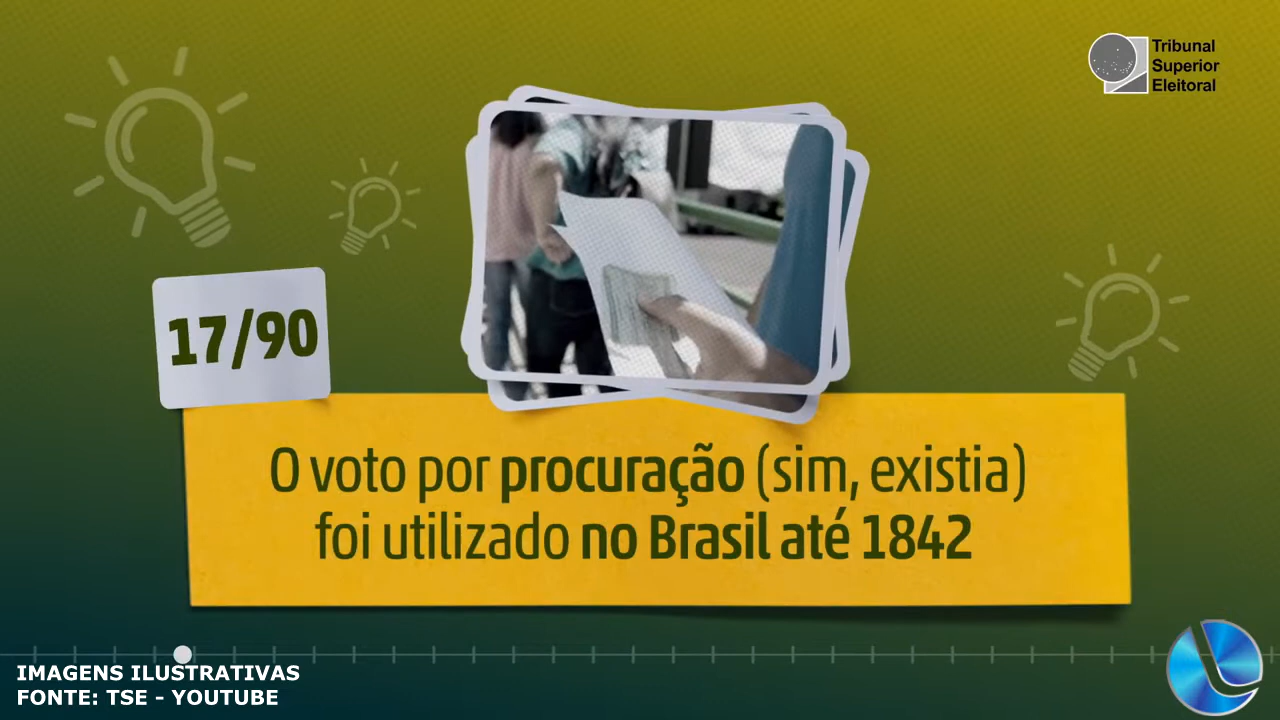 Tribunal
Superior
Eleitoral
17/90
O voto por procuração (sim, existia)
foi utilizado no Brasil até 1842
IMAGENS ILUSTRATIVAS
FONTE: TSE - YOUTUBE